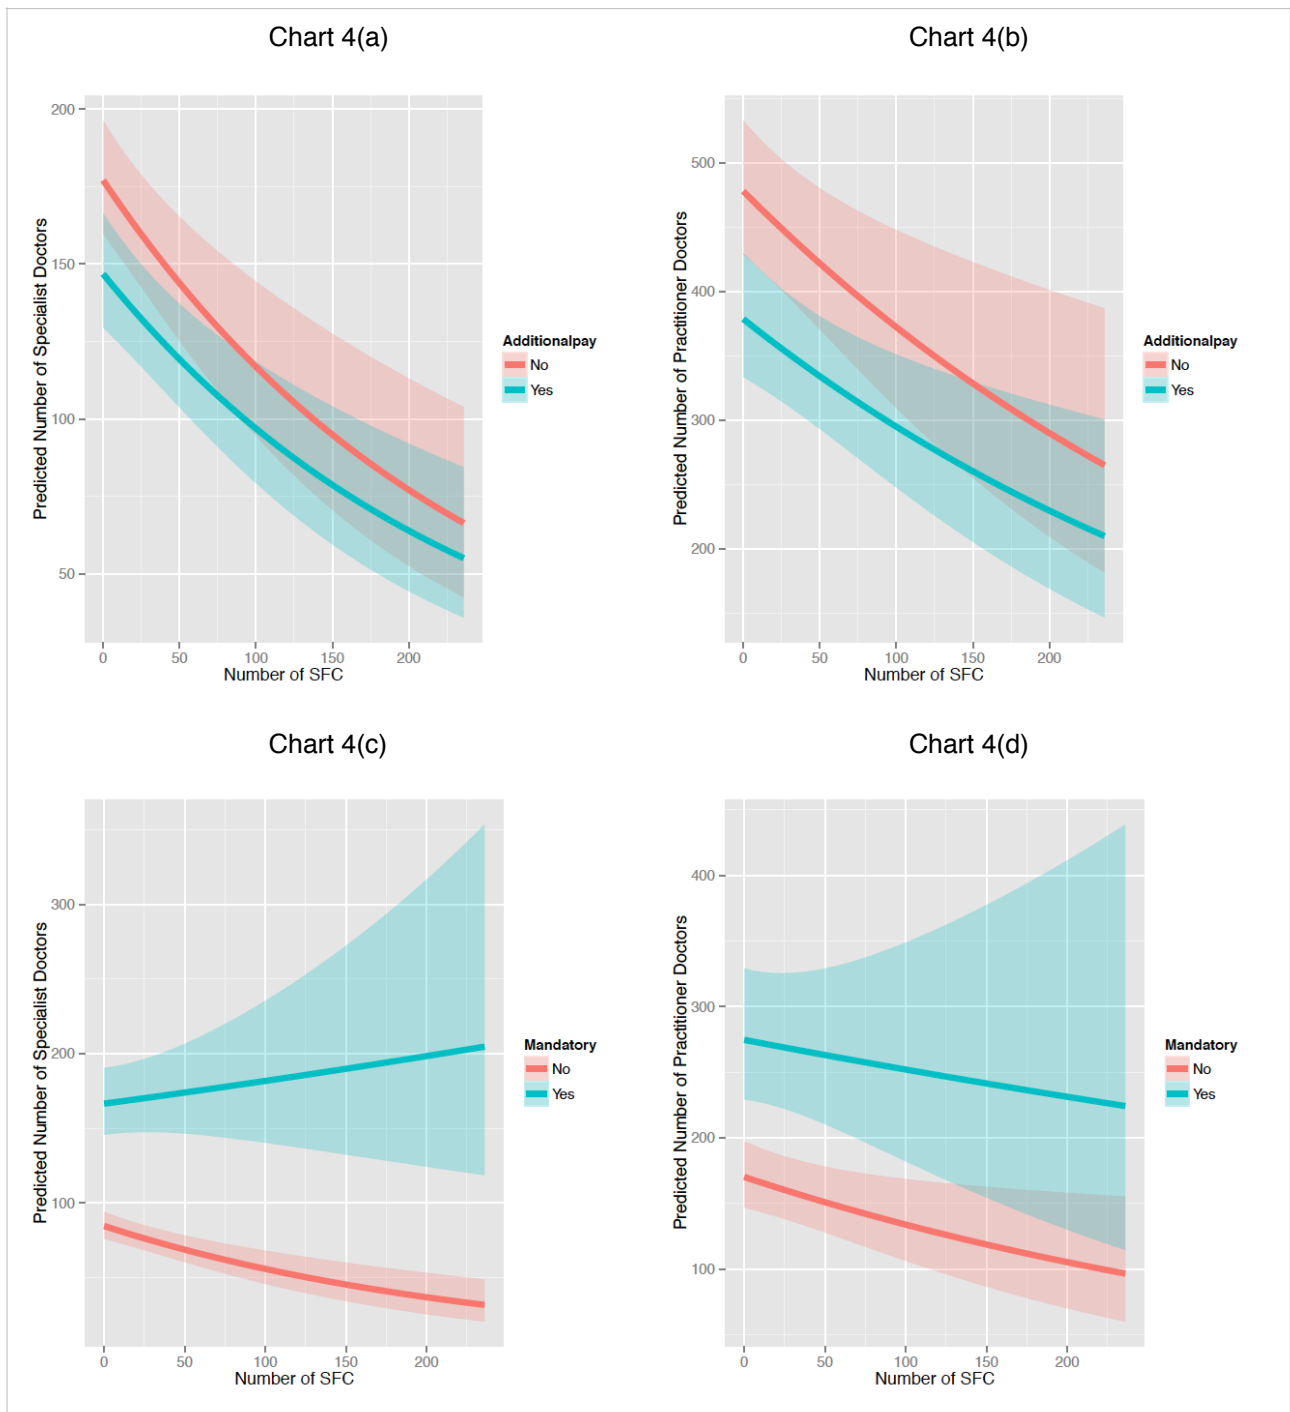 Chart 4(a)
Chart 4(b)
200
150
100
50
0 50 100 150 200
Number of SFC
Predicted Number of Specialist Doctors
Additionalpay
No
Yes
500
400
300
200
0 50 100 150 200
Number of SFC
Predicted Number of Practitioner Doctors
Additionalpay
No
Yes
Chart 4(c)
Chart 4(d)
300
200
100
0 50 100 150 200
Number of SFC
Predicted Number of Specialist Doctors
Mandatory
No
Yes
400
300
200
100
0 50 100 150 200
Number of SFC
Predicted Number of Practitioner Doctors
Mandatory
No
Yes